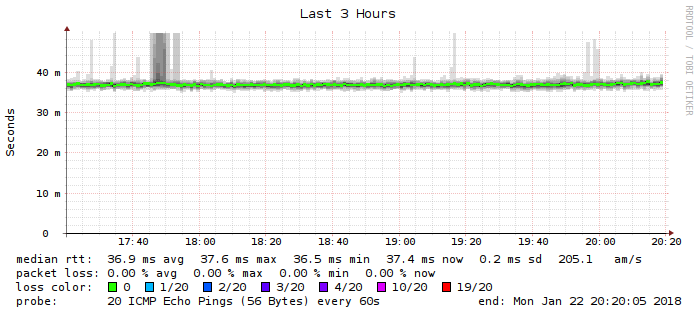 Last 3 Hours
RRDTOOL / TOBI OETIKER
Seconds
40 m
30 m
20 m
10 m
0
17:40 18:00 18:20 18:40 19:00 19:20 19:40 20:00 20:20
median rtt: 36.9 ms avg 37.6 ms max 36.5 ms min 37.4 ms now 0.2 ms sd 205.1 am/s
packet loss: 0.00 % avg 0.00 % max 0.00 % min 0.00 % now
loss color: 0 1/20 2/20 3/20 4/20 10/20 19/20
probe: 20 ICMP Echo Pings (56 Bytes) every 60s end: Mon Jan 22 20:20:05 2018